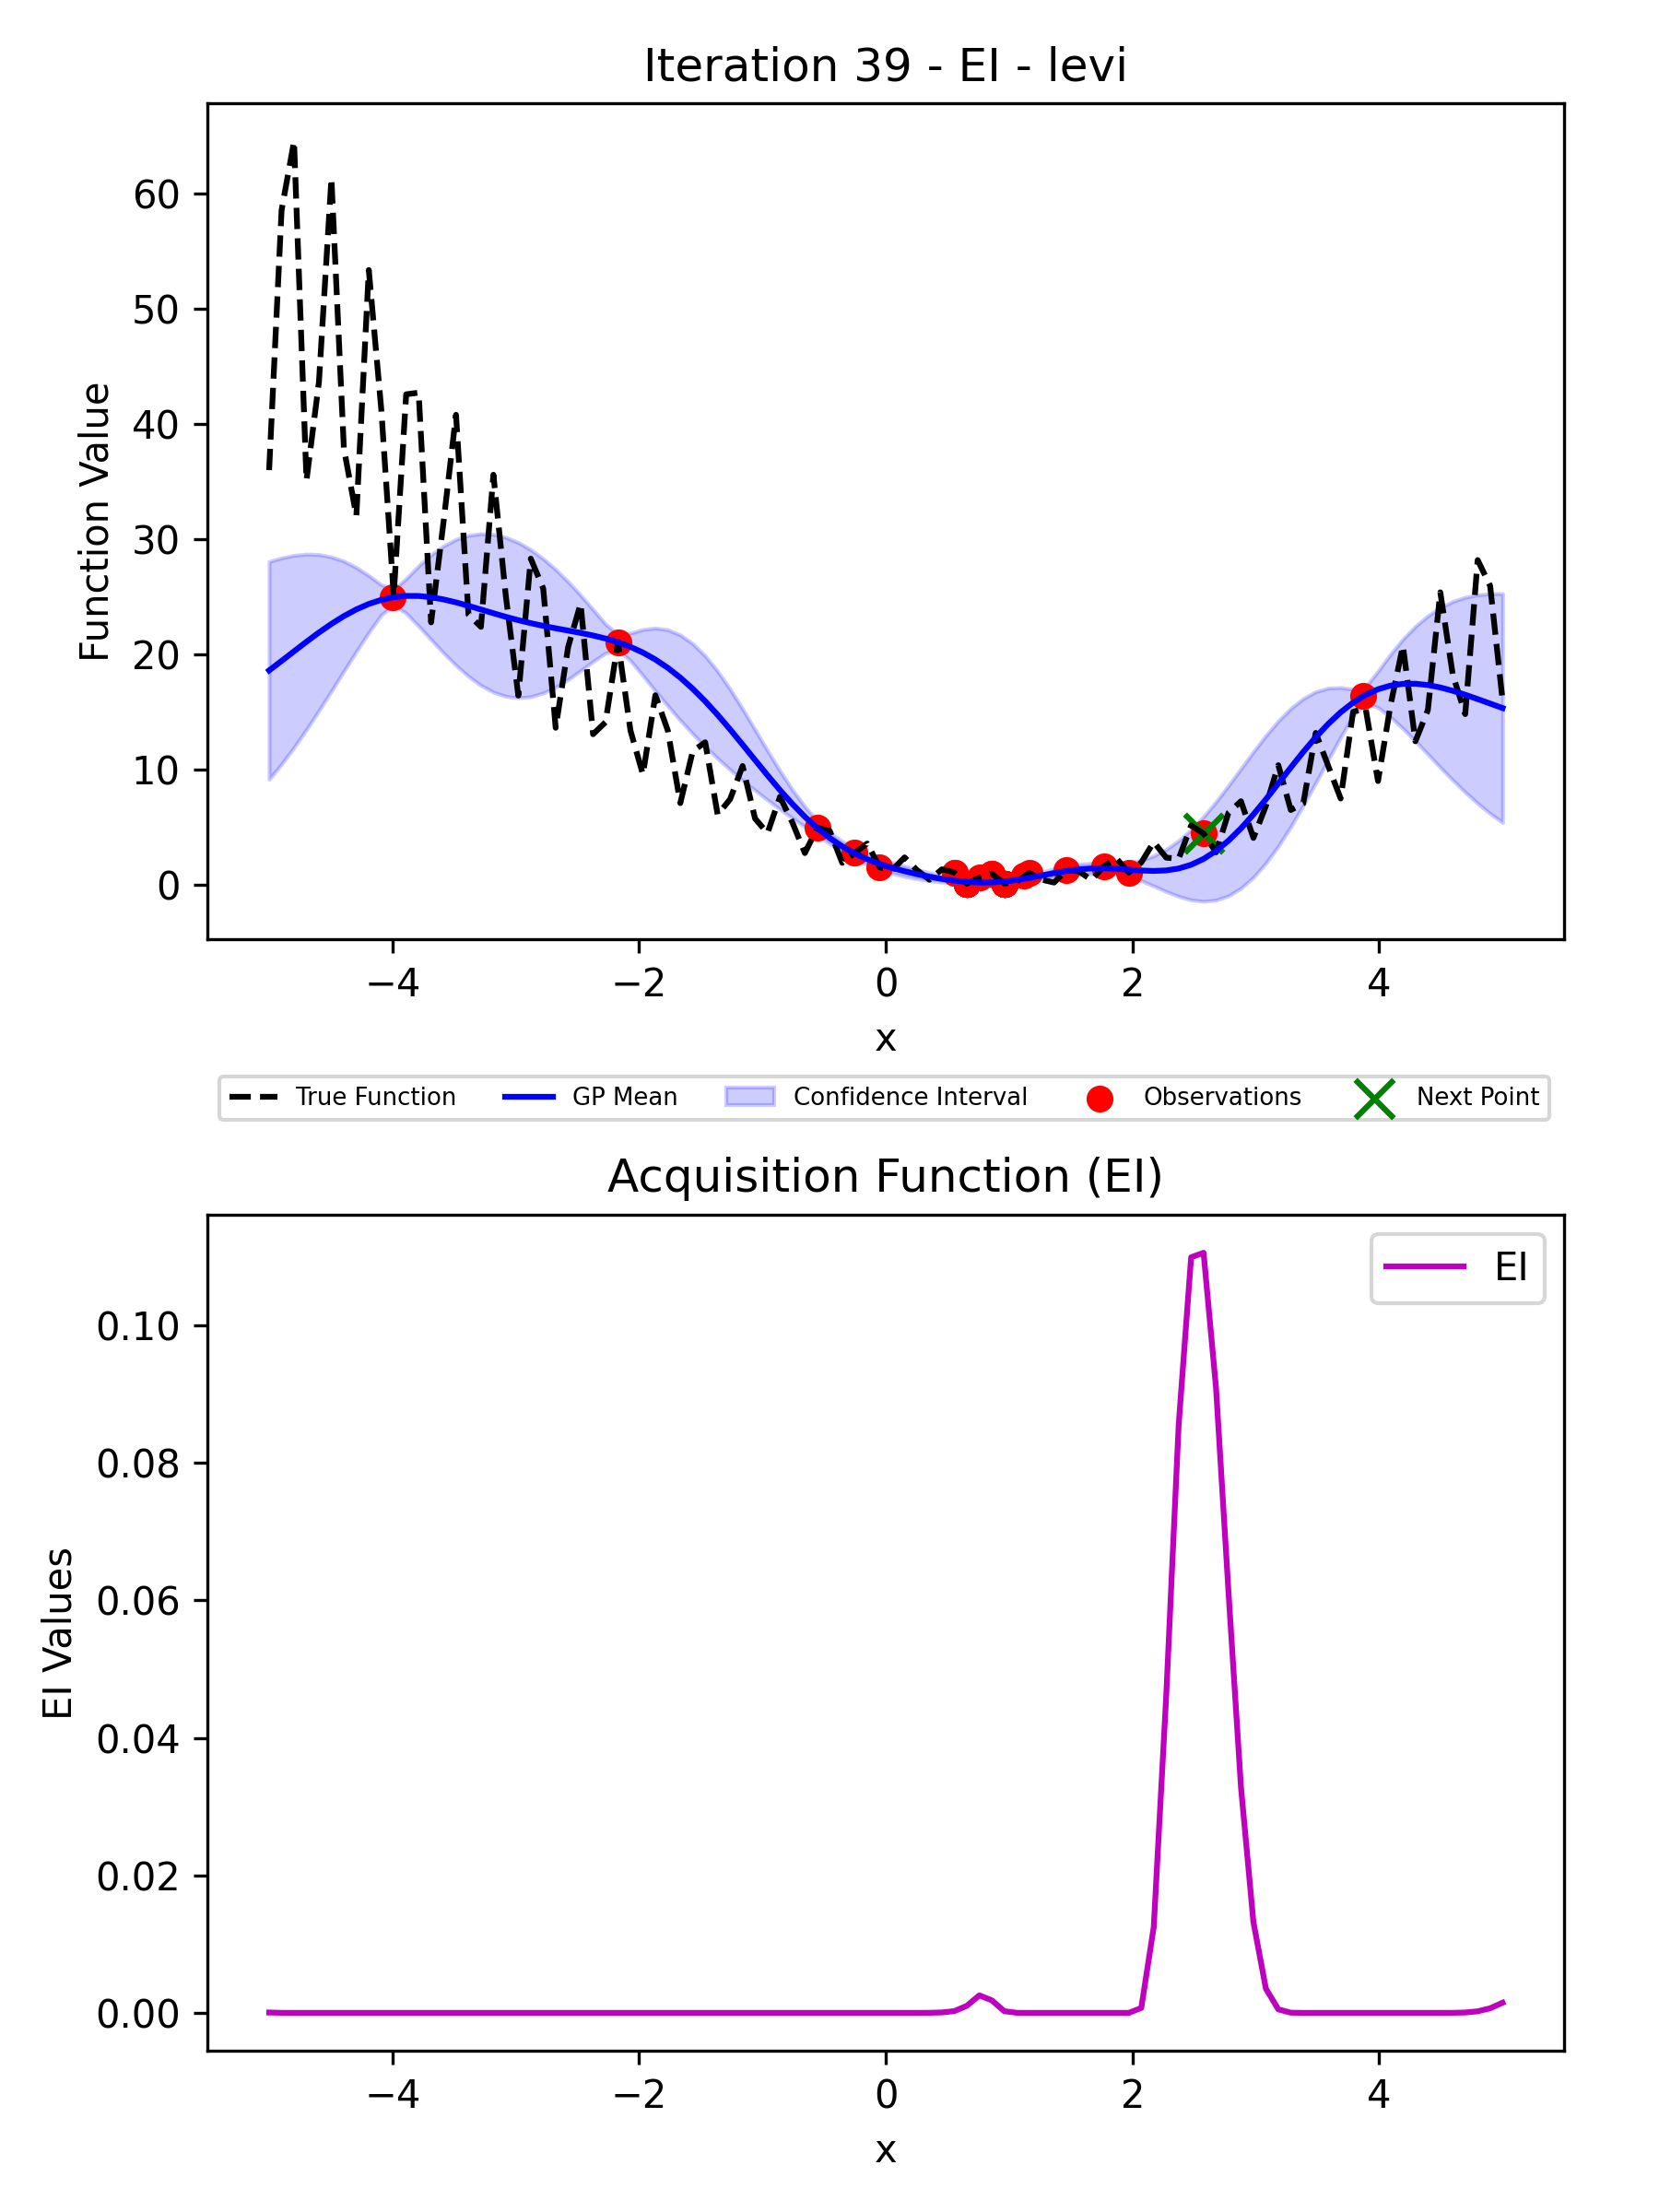 Iteration 39 - EI - levi
Function Value
60
50
40
30
20
10
0
−4
−2
0
2
4
x
True Function
GP Mean
Confidence Interval
Observations
Next Point
Acquisition Function (EI)
EI Values
EI
0.10
0.08
0.06
0.04
0.02
0.00
−4
−2
0
2
4
x